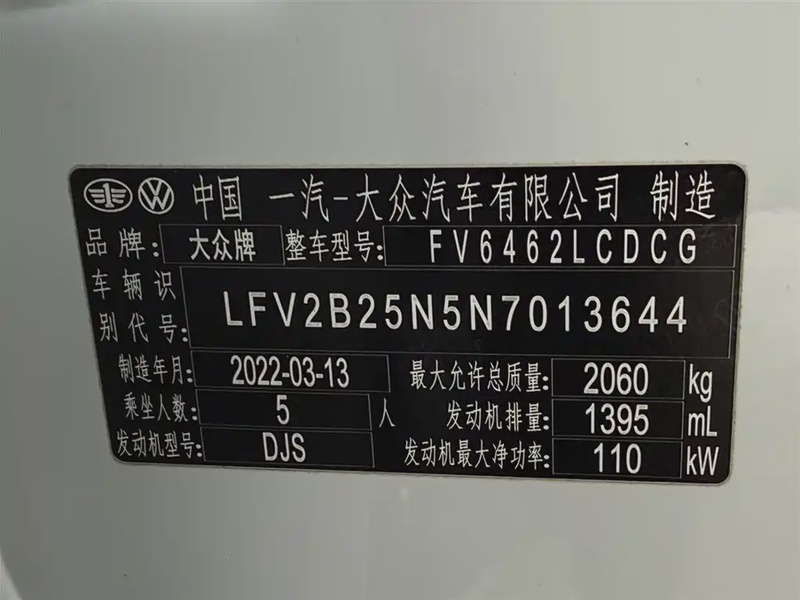 中国 一汽-大众汽车有限公司 制造
品牌: 大众牌 整车型号: FV6462LCDCG
车辆识别代号: LFV2B25N5N7013644
制造年月: 2022-03-13 最大允许总质量: 2060 kg
乘坐人数: 5 人 发动机排量: 1395 mL
发动机型号: DJS 发动机最大净功率: 110 kW